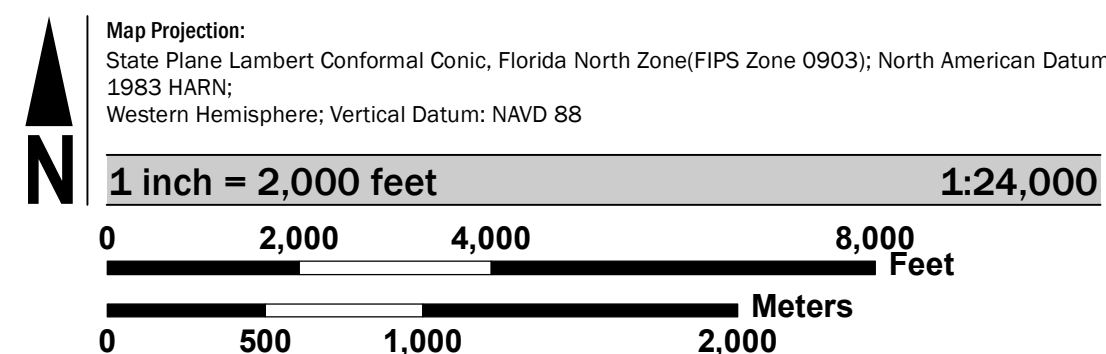 Map Projection:
State Plane Lambert Conformal Conic, Florida North Zone(FIPS Zone 0903); North American Datum
1983 HARN;
Western Hemisphere; Vertical Datum: NAVD 88
N
1 inch = 2,000 feet 1:24,000
0 2,000 4,000 8,000
Feet
Meters
0 500 1,000 2,000